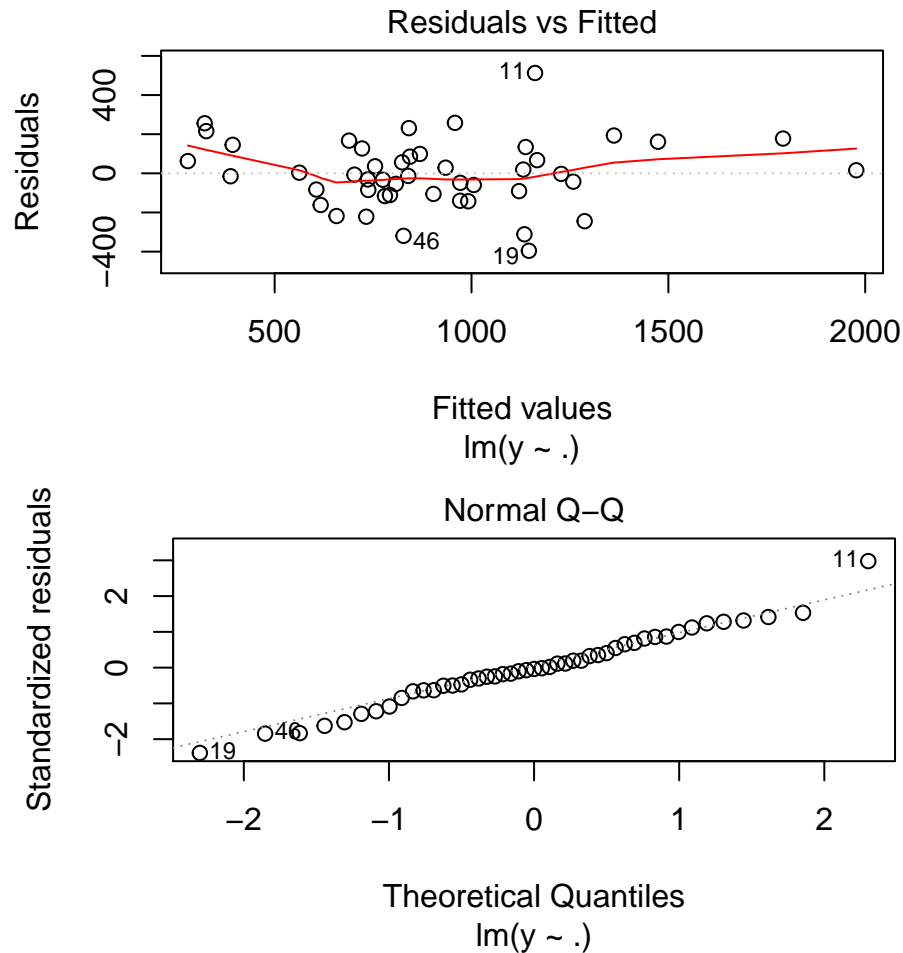 Residuals vs Fitted
Residuals
400
0
−400
11
46
19
500
1000
1500
2000
Fitted values
lm(y ~ .)
Normal Q−Q
Standardized residuals
2
0
−2
11
46
19
−2
−1
0
1
2
Theoretical Quantiles
lm(y ~ .)